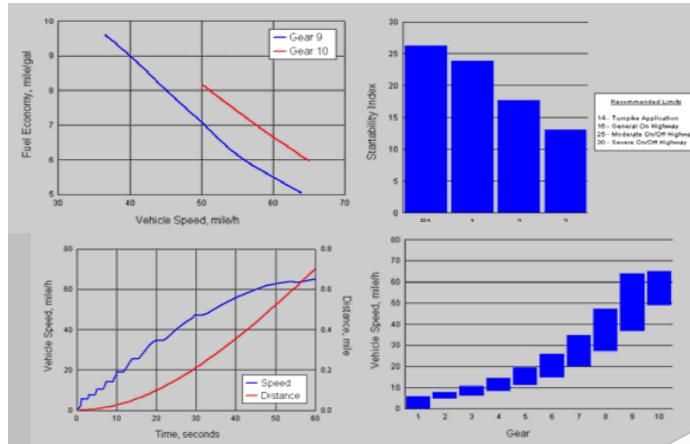 10
9
8
7
6
5
Fuel Economy, mile/gal
30 40 50 60 70
Vehicle Speed, mile/h
Gear 9
Gear 10
30
25
20
15
10
5
0
Startability Index
1
Recommended Limits
14 - Turnpike Application
16 - General On Highway
25 - Moderate On/Off Highway
30 - Severe On/Off Highway
80
60
40
20
0
Vehicle Speed, mile/h
0 10 20 30 40 50 60
Time, seconds
0.8
0.6
0.4
0.2
0.0
Distance, mile
Speed
Distance
80
70
60
50
40
30
20
10
0
Vehicle Speed, mile/h
1 2 3 4 5 6 7 8 9 10
Gear